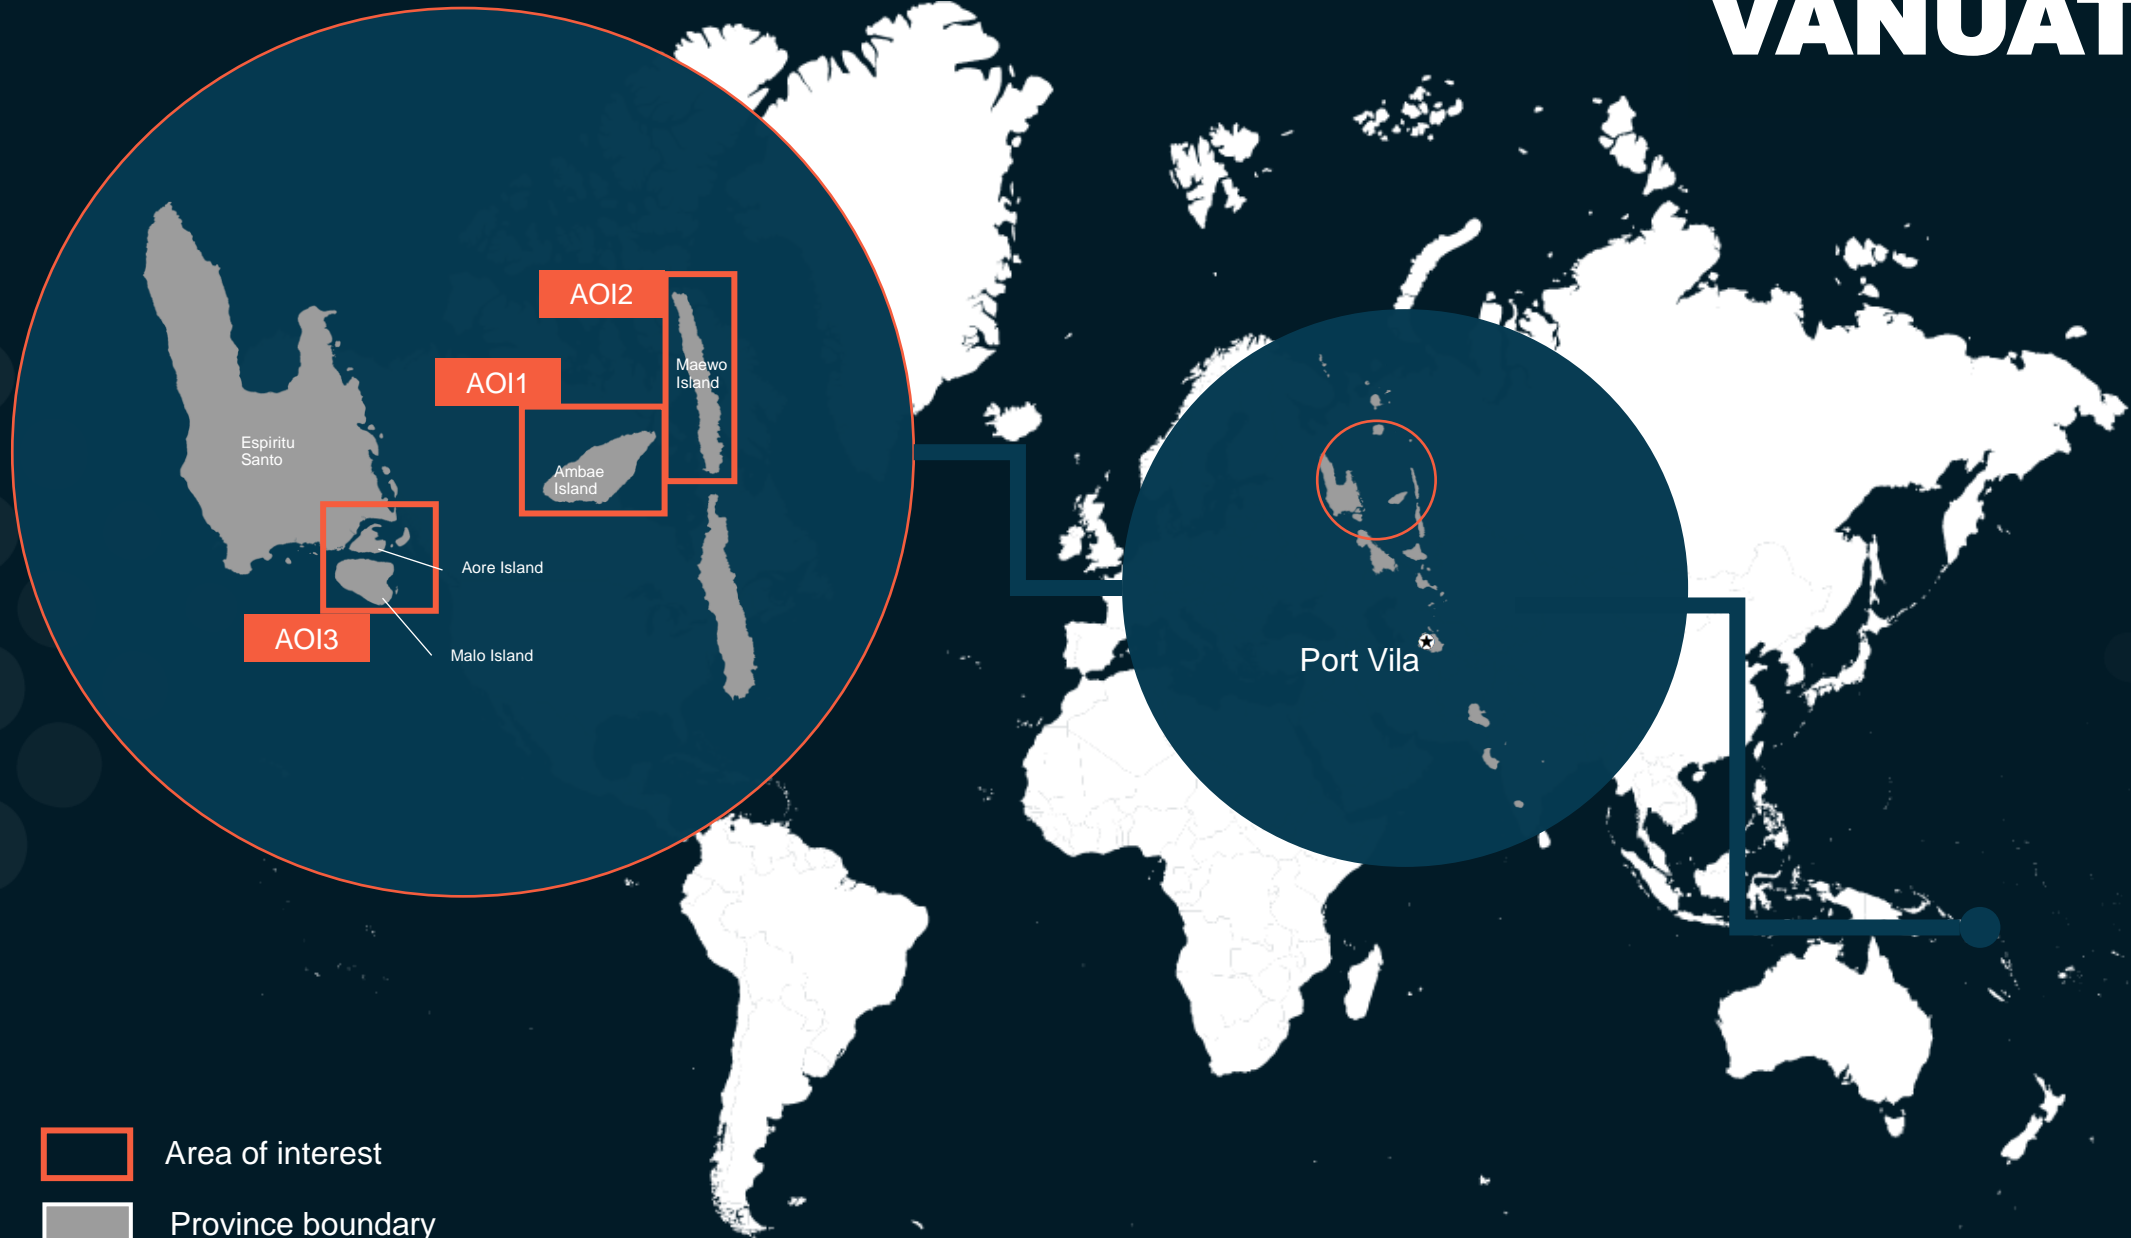 VANUAT
AOI2
Maewo
Island
AOI1
Espiritu
Santo
Ambae
Island
Aore Island
AOI3
Malo Island
Port Vila
Area of interest
Province boundary